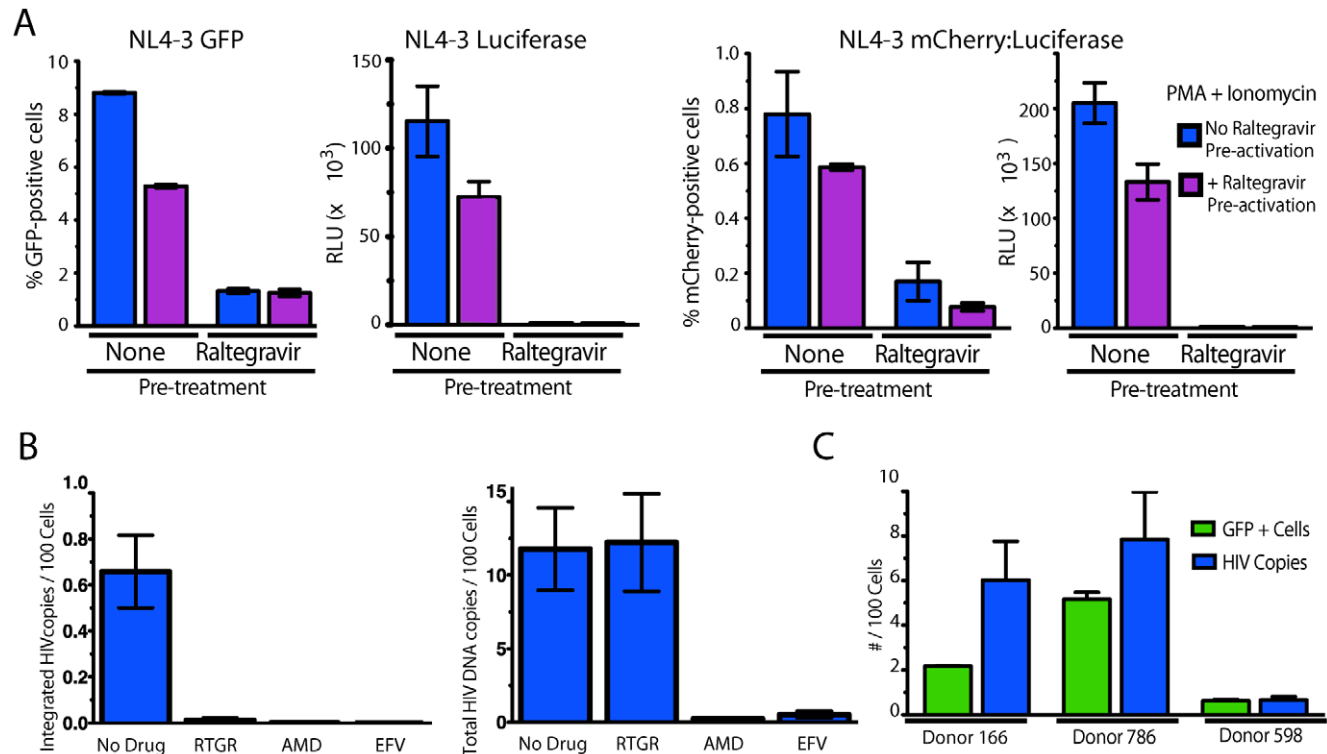 A
NL4-3 GFP
% GFP-positive cells
10
8
6
4
2
0
None
Raltegravir
Pre-treatment
NL4-3 Luciferase
RLU (x 10³)
150
100
75
50
0
None
Raltegravir
Pre-treatment
NL4-3 mCherry:Luciferase
% mCherry-positive cells
1.0
0.8
0.6
0.4
0.2
0
None
Raltegravir
Pre-treatment
RLU (x 10³)
200
150
100
50
0
None
Raltegravir
Pre-treatment
PMA + Ionomycin
No Raltegravir
Pre-activation
+ Raltegravir
Pre-activation
B
Integrated HIVcopies / 100 Cells
1.0
0.8
0.6
0.4
0.2
0.0
No Drug
RTGR
AMD
EFV
Total HIV DNA copies / 100 Cells
15
10
5
0
No Drug
RTGR
AMD
EFV
C
# / 100 Cells
10
8
6
4
2
0
Donor 166
Donor 786
Donor 598
GFP + Cells
HIV Copies